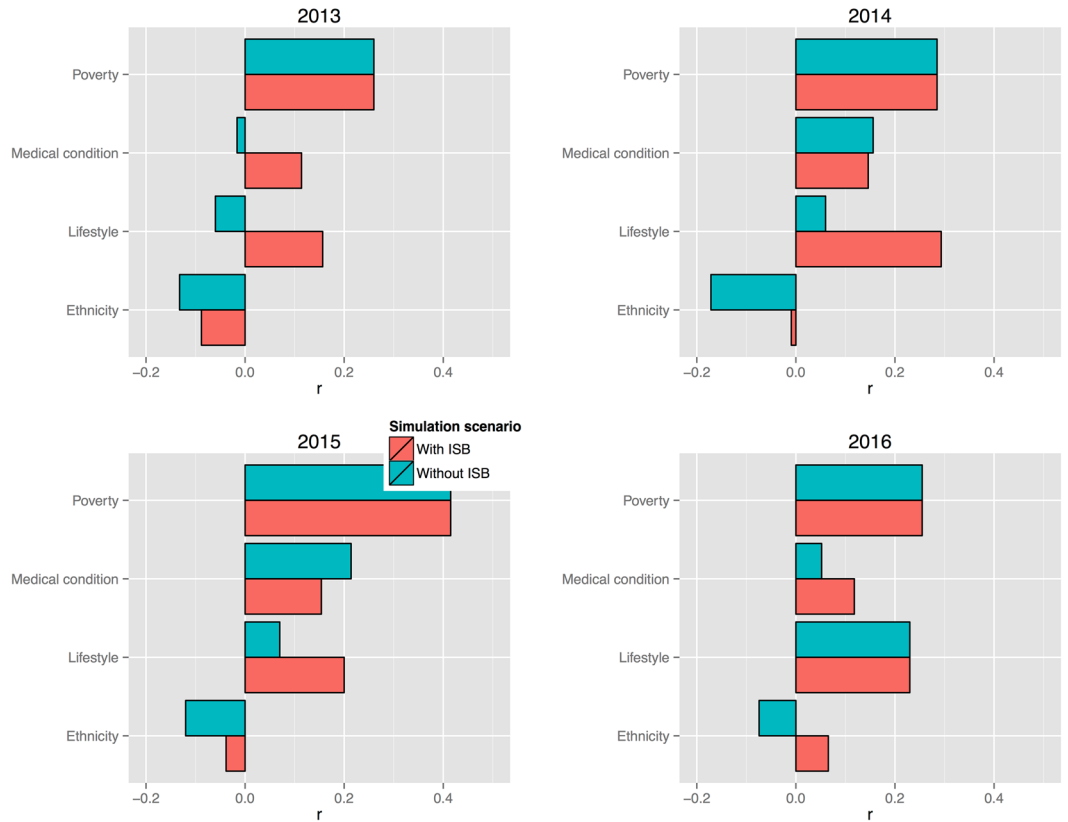 2013
Poverty
Medical condition
Lifestyle
Ethnicity
−0.2 0.0 0.2 0.4
r
2014
Poverty
Medical condition
Lifestyle
Ethnicity
−0.2 0.0 0.2 0.4
r
2015
Simulation scenario
With ISB
Without ISB
Poverty
Medical condition
Lifestyle
Ethnicity
−0.2 0.0 0.2 0.4
r
2016
Poverty
Medical condition
Lifestyle
Ethnicity
−0.2 0.0 0.2 0.4
r